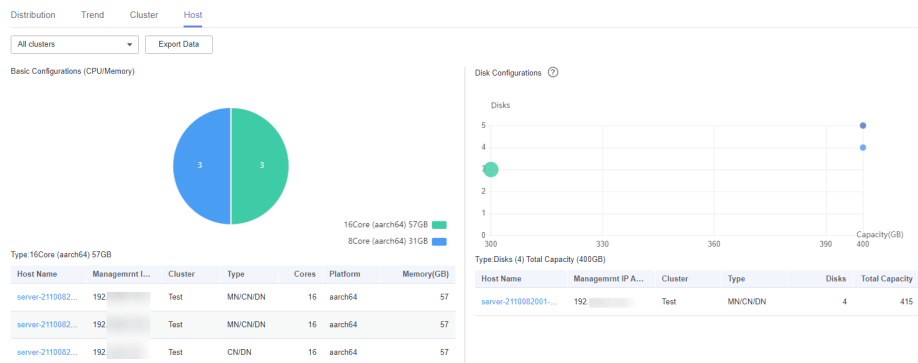 Distribution Trend Cluster Host
All clusters Export Data
Basic Configurations (CPU/Memory)
3 3
16Core (aarch64) 57GB
8Core (aarch64) 31GB
Type:16Core (aarch64) 57GB
Host Name Managemrnt I... Cluster Type Cores Platform Memory(GB)
server-2110082... 192. Test MN/CN/DN 16 aarch64 57
server-2110082... 192. Test MN/CN/DN 16 aarch64 57
server-2110082... 192. Test CN/DN 16 aarch64 57
Disk Configurations ?
Disks
5
4
3
2
1
0
Capacity(GB)
300 330 360 390 400
Type:Disks (4) Total Capacity (400GB)
Host Name Managemrnt IP A... Cluster Type Disks Total Capacity
server-2110082001-... 192 Test MN/CN/DN 4 415